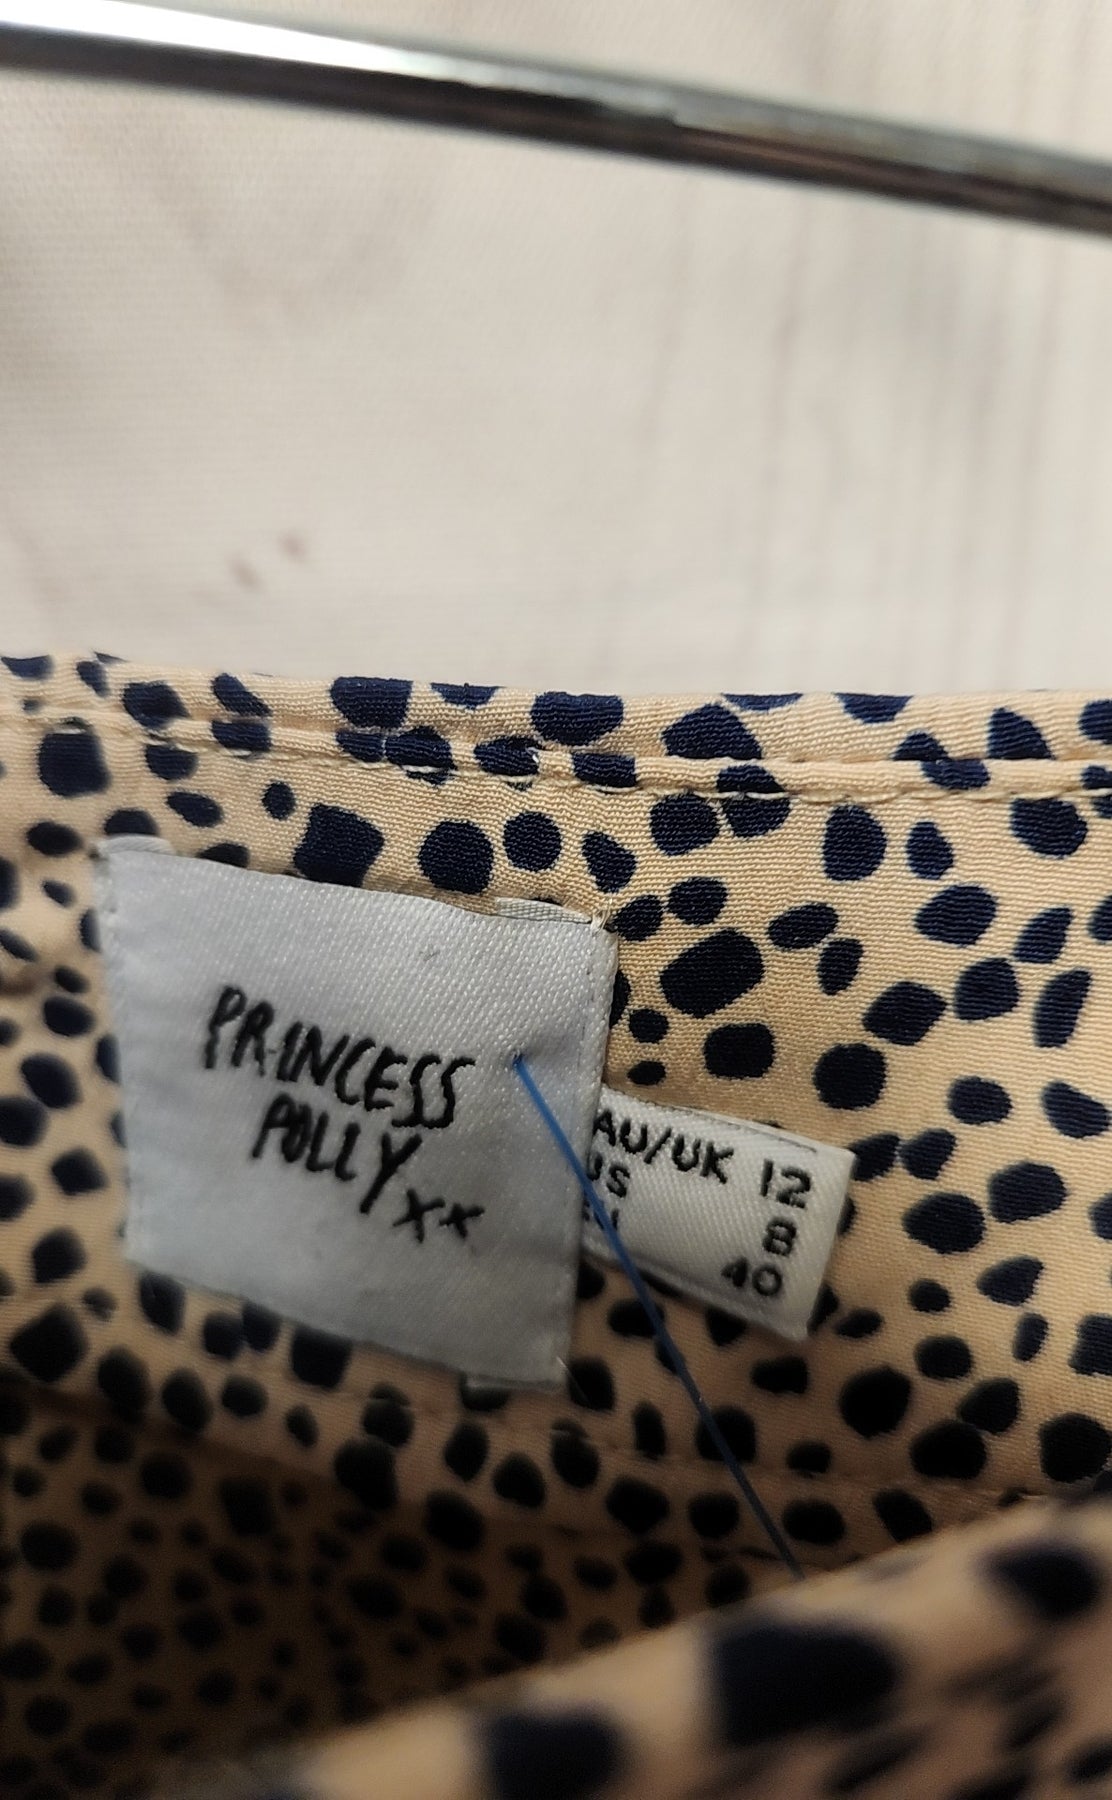 PRINCESS
POLLY xx
AU/UK 12
US 8
40